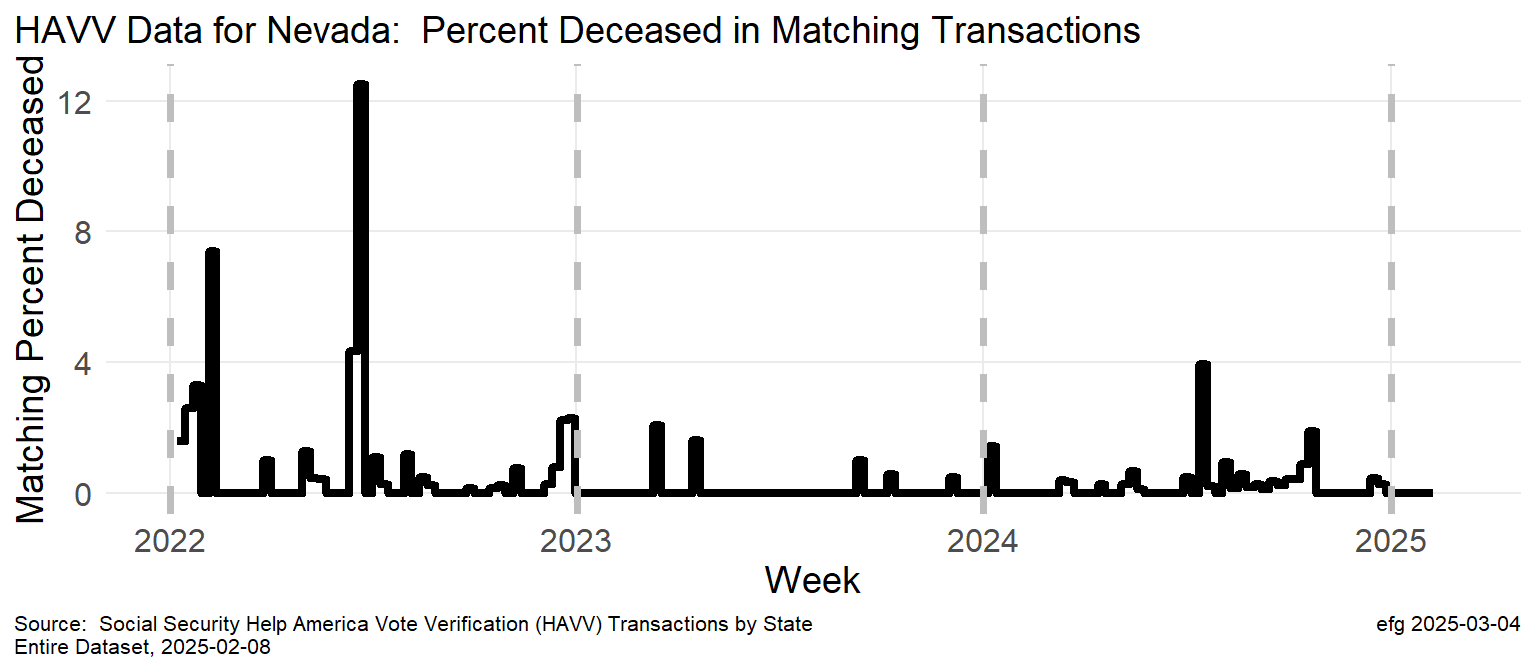 HAVV Data for Nevada:  Percent Deceased in Matching Transactions
Matching Percent Deceased
12
8
4
0
2022
2023
2024
2025
Week
Source:  Social Security Help America Vote Verification (HAVV) Transactions by State
Entire Dataset, 2025-02-08
efg 2025-03-04